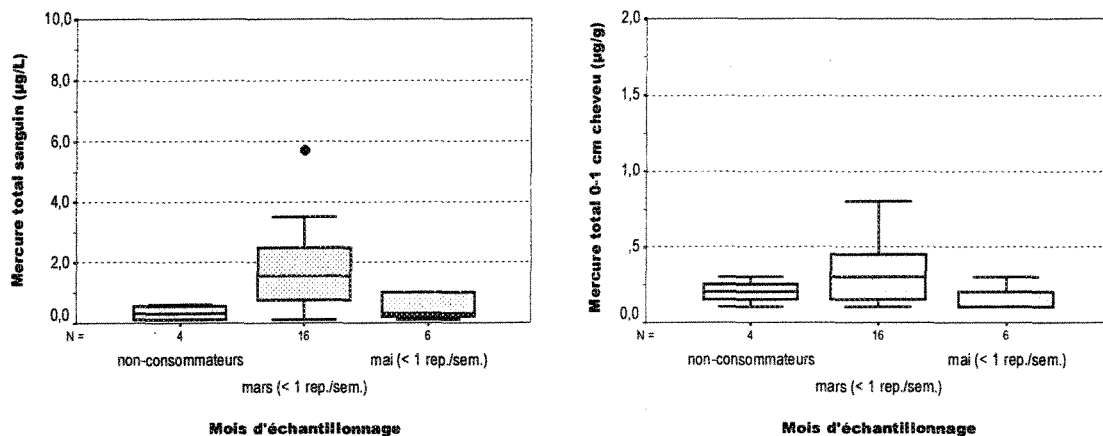 Mercure total sanguin (µg/L)
10,0
8,0
6,0
4,0
2,0
0,0
N =
4
16
6
non-consommateurs
mai (< 1 rep./sem.)
mars (< 1 rep./sem.)
Mois d'échantillonnage
Mercure total 0-1 cm cheveu (µg/g)
2,0
1,5
1,0
,5
0,0
N =
4
16
6
non-consommateurs
mai (< 1 rep./sem.)
mars (< 1 rep./sem.)
Mois d'échantillonnage